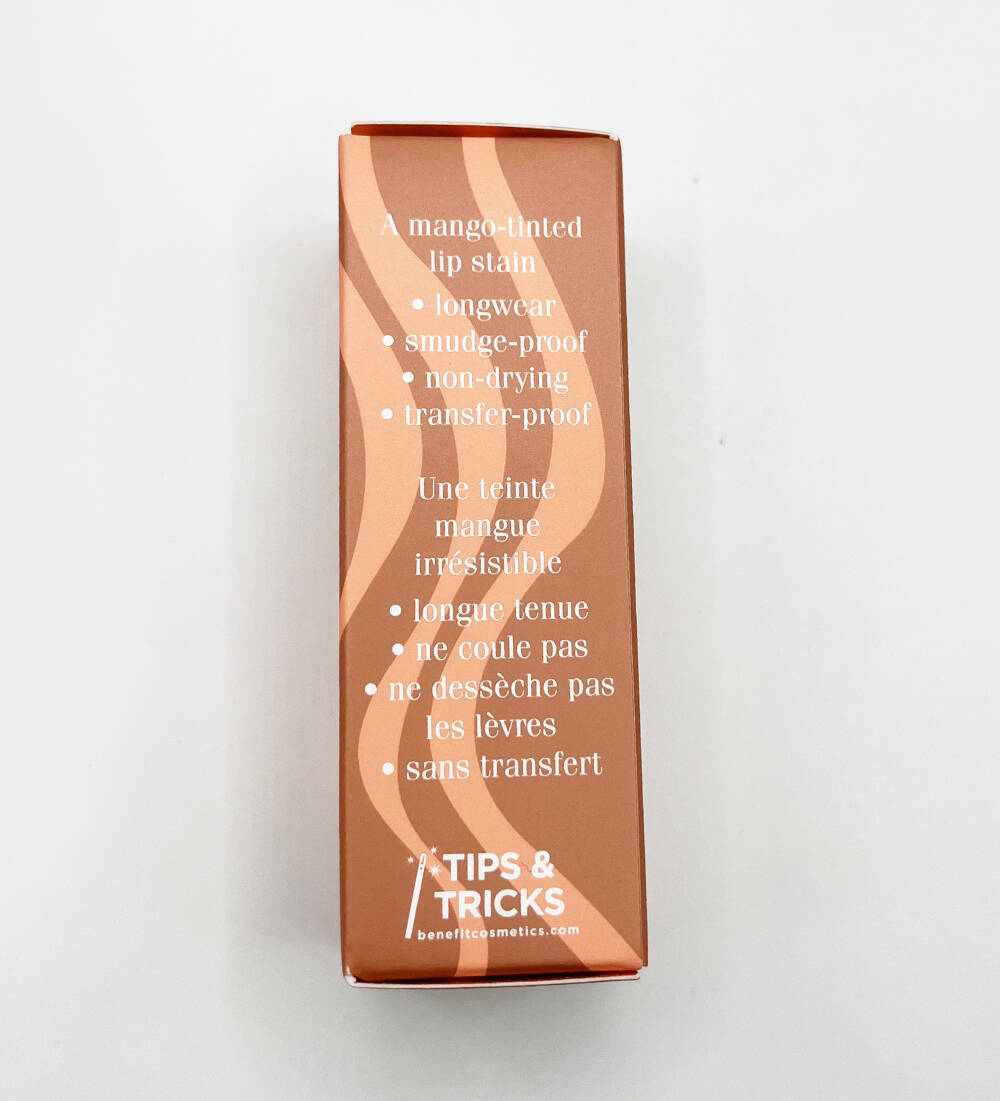 A mango-tinted
lip stain
• longwear
• smudge-proof
• non-drying
• transfer-proof
Une teinte
mangue
irrésistible
• longue tenue
• ne coule pas
• ne dessèche pas
les lèvres
• sans transfert
TIPS &
TRICKS
benefitcosmetics.com